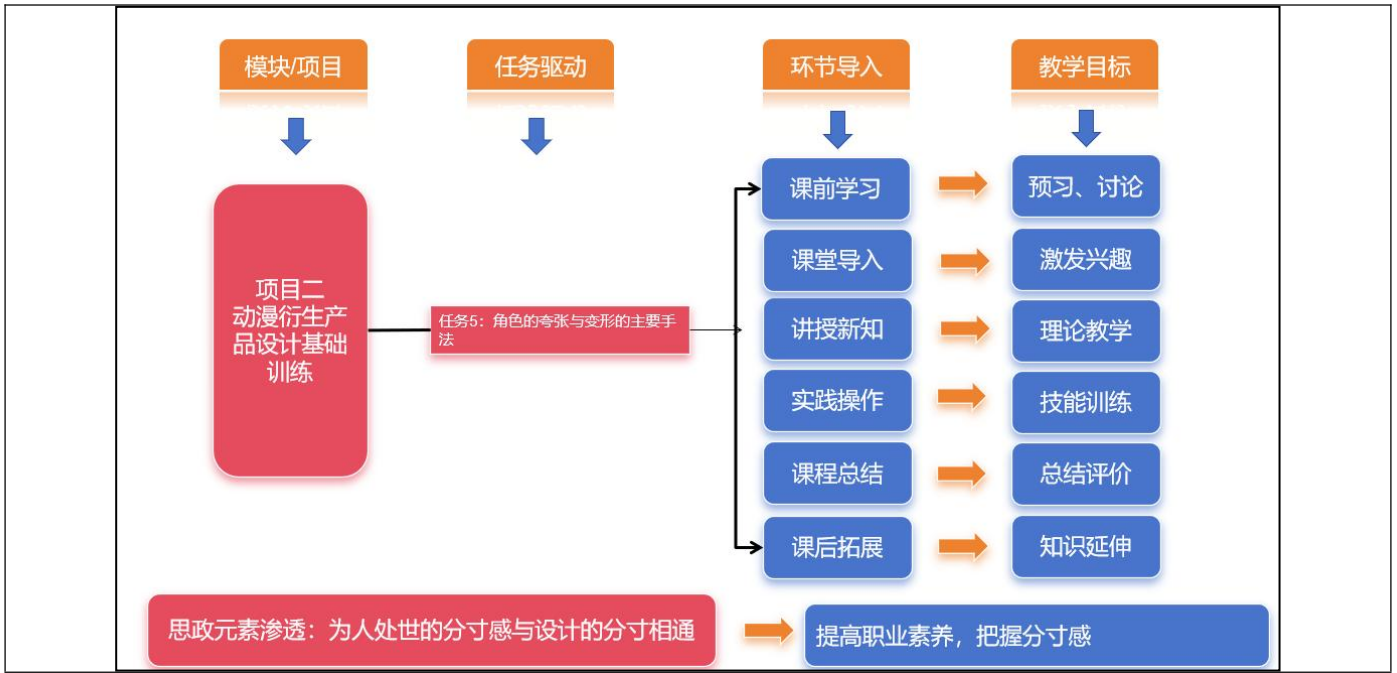 模块/项目
任务驱动
环节导入
教学目标
项目二
动漫衍生产
品设计基础
训练
任务5：角色的夸张与变形的主要手
法
课前学习
预习、讨论
课堂导入
激发兴趣
讲授新知
理论教学
实践操作
技能训练
课程总结
总结评价
课后拓展
知识延伸
思政元素渗透：为人处世的分寸感与设计的分寸相通
提高职业素养，把握分寸感